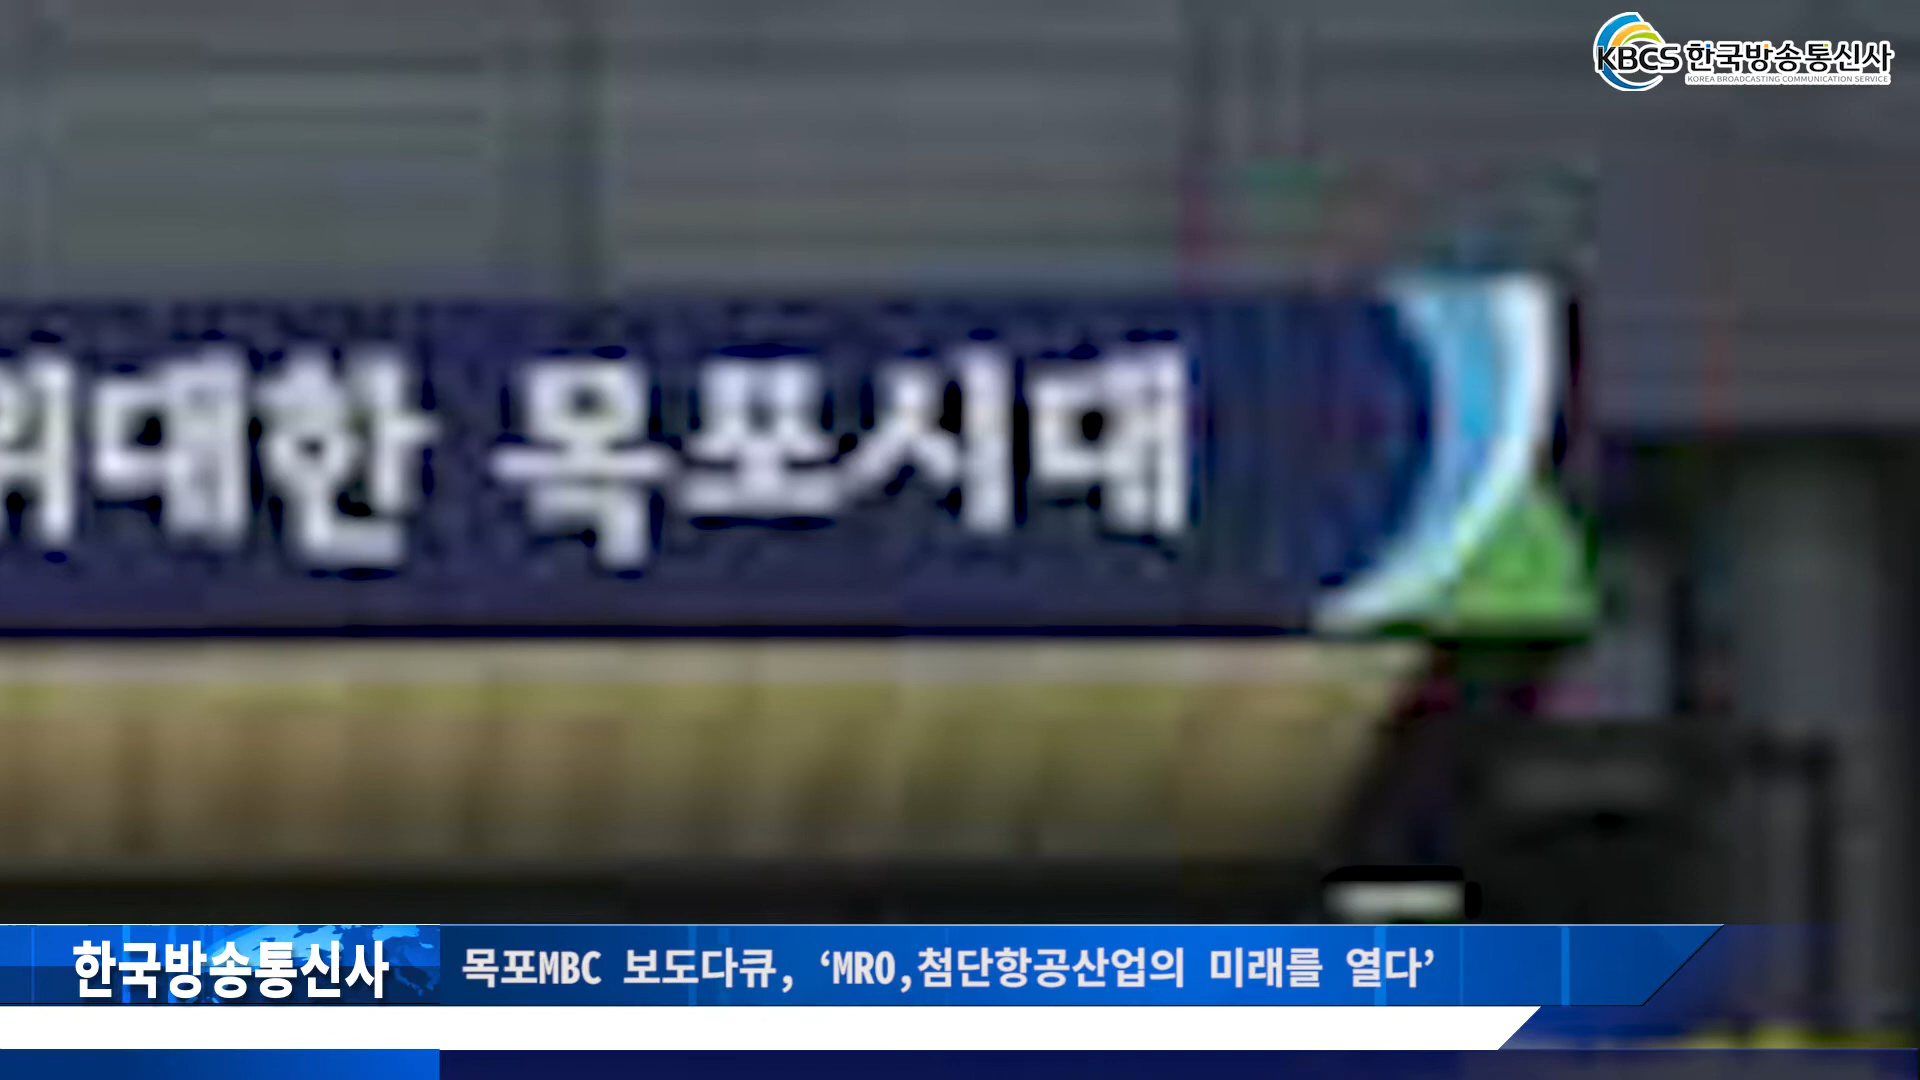 KBCS 한국방송통신사
KOREA BROADCASTING COMMUNICATION SERVICE
위대한 목포시대
한국방송통신사 목포MBC 보도다큐, ‘MRO,첨단항공산업의 미래를 열다’